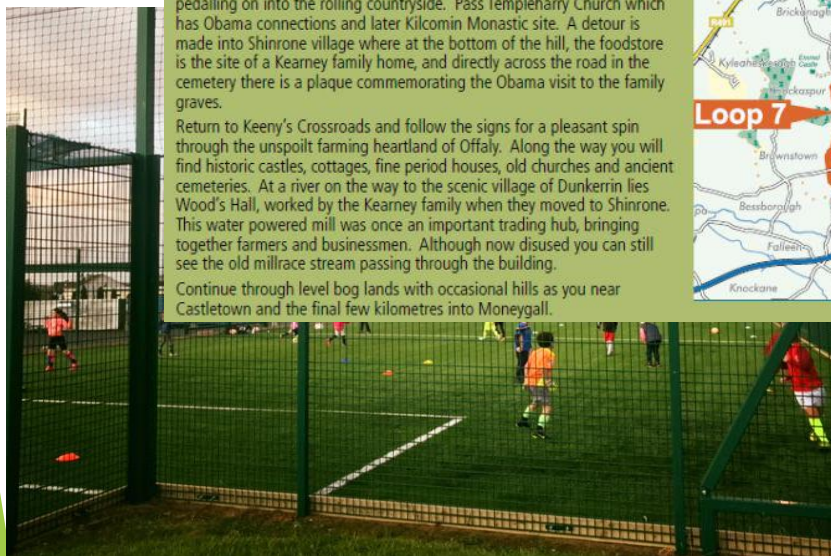 pedalling on into the rolling countryside. Pass Templeharry Church which
has Obama connections and later Kilcomin Monastic site. A detour is
made into Shinrone village where at the bottom of the hill, the foodstore
is the site of a Kearney family home, and directly across the road in the
cemetery there is a plaque commemorating the Obama visit to the family
graves.
Return to Keeny's Crossroads and follow the signs for a pleasant spin
through the unspoilt farming heartland of Offaly. Along the way you will
find historic castles, cottages, fine period houses, old churches and ancient
cemeteries. At a river on the way to the scenic village of Dunkerrin lies
Wood's Hall, worked by the Kearney family when they moved to Shinrone.
This water powered mill was once an important trading hub, bringing
together farmers and businessmen. Although now disused you can still
see the old millrace stream passing through the building.
Continue through level bog lands with occasional hills as you near
Castletown and the final few kilometres into Moneygall.
R491
Loop 7
Brownstown
Bessborough
Falleen
Knockane